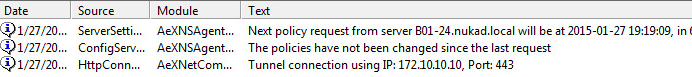 Date Source Module Text
1/27/20... ServerSetti... AeXNSAgent... Next policy request from server B01-24.nukad.local will be at 2015-01-27 19:19:09, in
1/27/20... ConfigServ... AeXNSAgent... The policies have not been changed since the last request
1/27/20... HttpConn... AeXNetCom... Tunnel connection using IP: 172.10.10.10, Port: 443